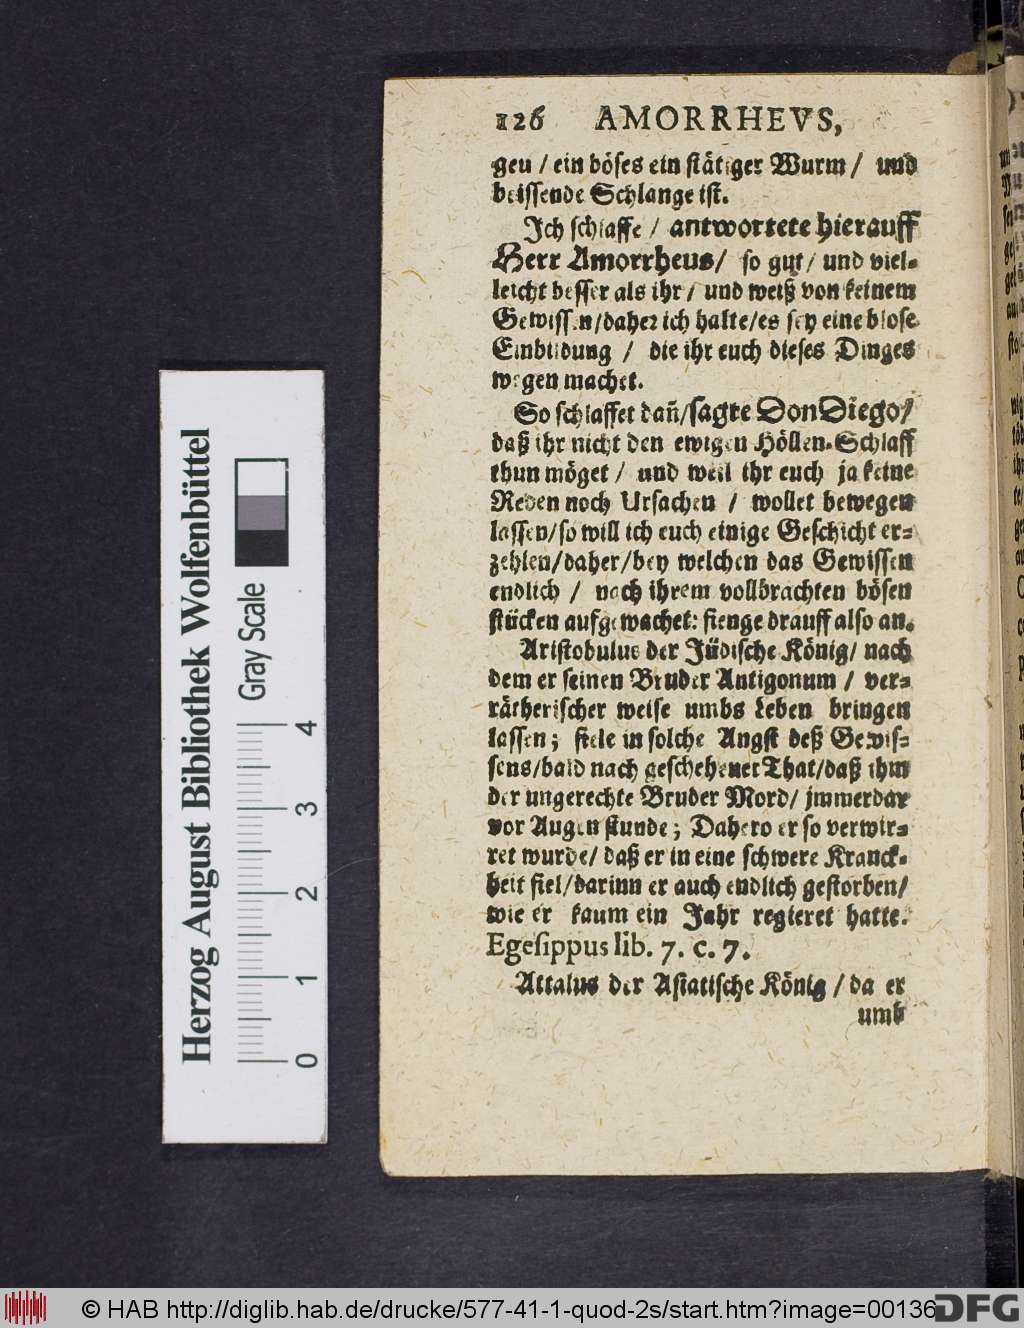 126 AMORRHEVS,
gen / ein böses ein stätiger Wurm / und
beissende Schlange ist.
Ich schlaffe / antwortete hierauff
Herr Amorrheus / so gut / und viel-
leicht besser als ihr / und weiß von keinem
Gewissen / daher ich halte / es sey eine blose
Einbildung / die ihr euch dieses Dinges
wegen machet.
So schlaffet dañ / sagte Don Diego /
daß ihr nicht den ewigen Höllen-Schlaff
thun möget / und weil ihr euch ja keine
Reden noch Ursachen / wollet bewegen
lassen / so will ich euch einige Geschicht er-
zehlen / daher / bey welchen das Gewissen
endlich / nach ihrem vollbrachten bösen
stücken aufgewachet: fienge drauff also an.
Aristobulus der Jüdische König / nach
dem er seinen Bruder Antigonum / ver-
rätherischer weise umbs Leben bringen
lassen; fiele in solche Angst deß Gewis-
sens / bald nach geschehener That / daß ihm
der ungerechte Bruder Mord / immerdar
vor Augen stunde; Dahero er so verwir-
ret wurde / daß er in eine schwere Kranck-
heit fiel / darinn er auch endlich gestorben /
wie er kaum ein Jahr regieret hatte.
Egesippus lib. 7. c. 7.
Attalus der Asiatische König / da er
umb
Herzog August Bibliothek Wolfenbüttel
Gray Scale
0 1 2 3 4
© HAB http://diglib.hab.de/drucke/577-41-1-quod-2s/start.htm?image=00136
DFG